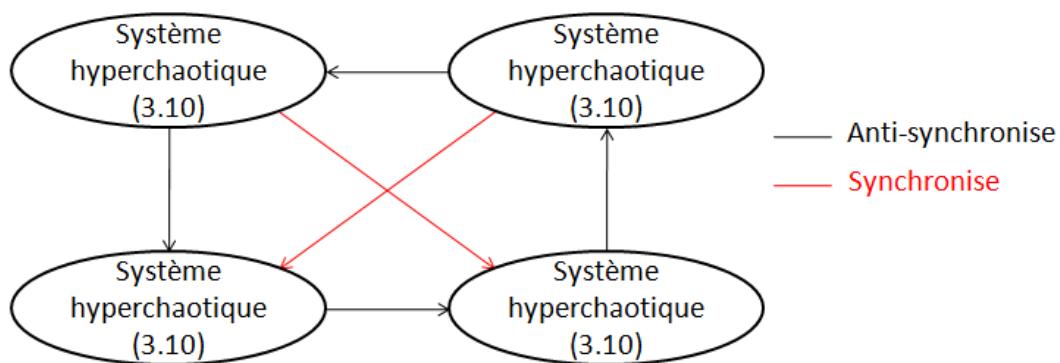 Système
hyperchaotique
(3.10)
Système
hyperchaotique
(3.10)
Anti-synchronise
Synchronise
Système
hyperchaotique
(3.10)
Système
hyperchaotique
(3.10)